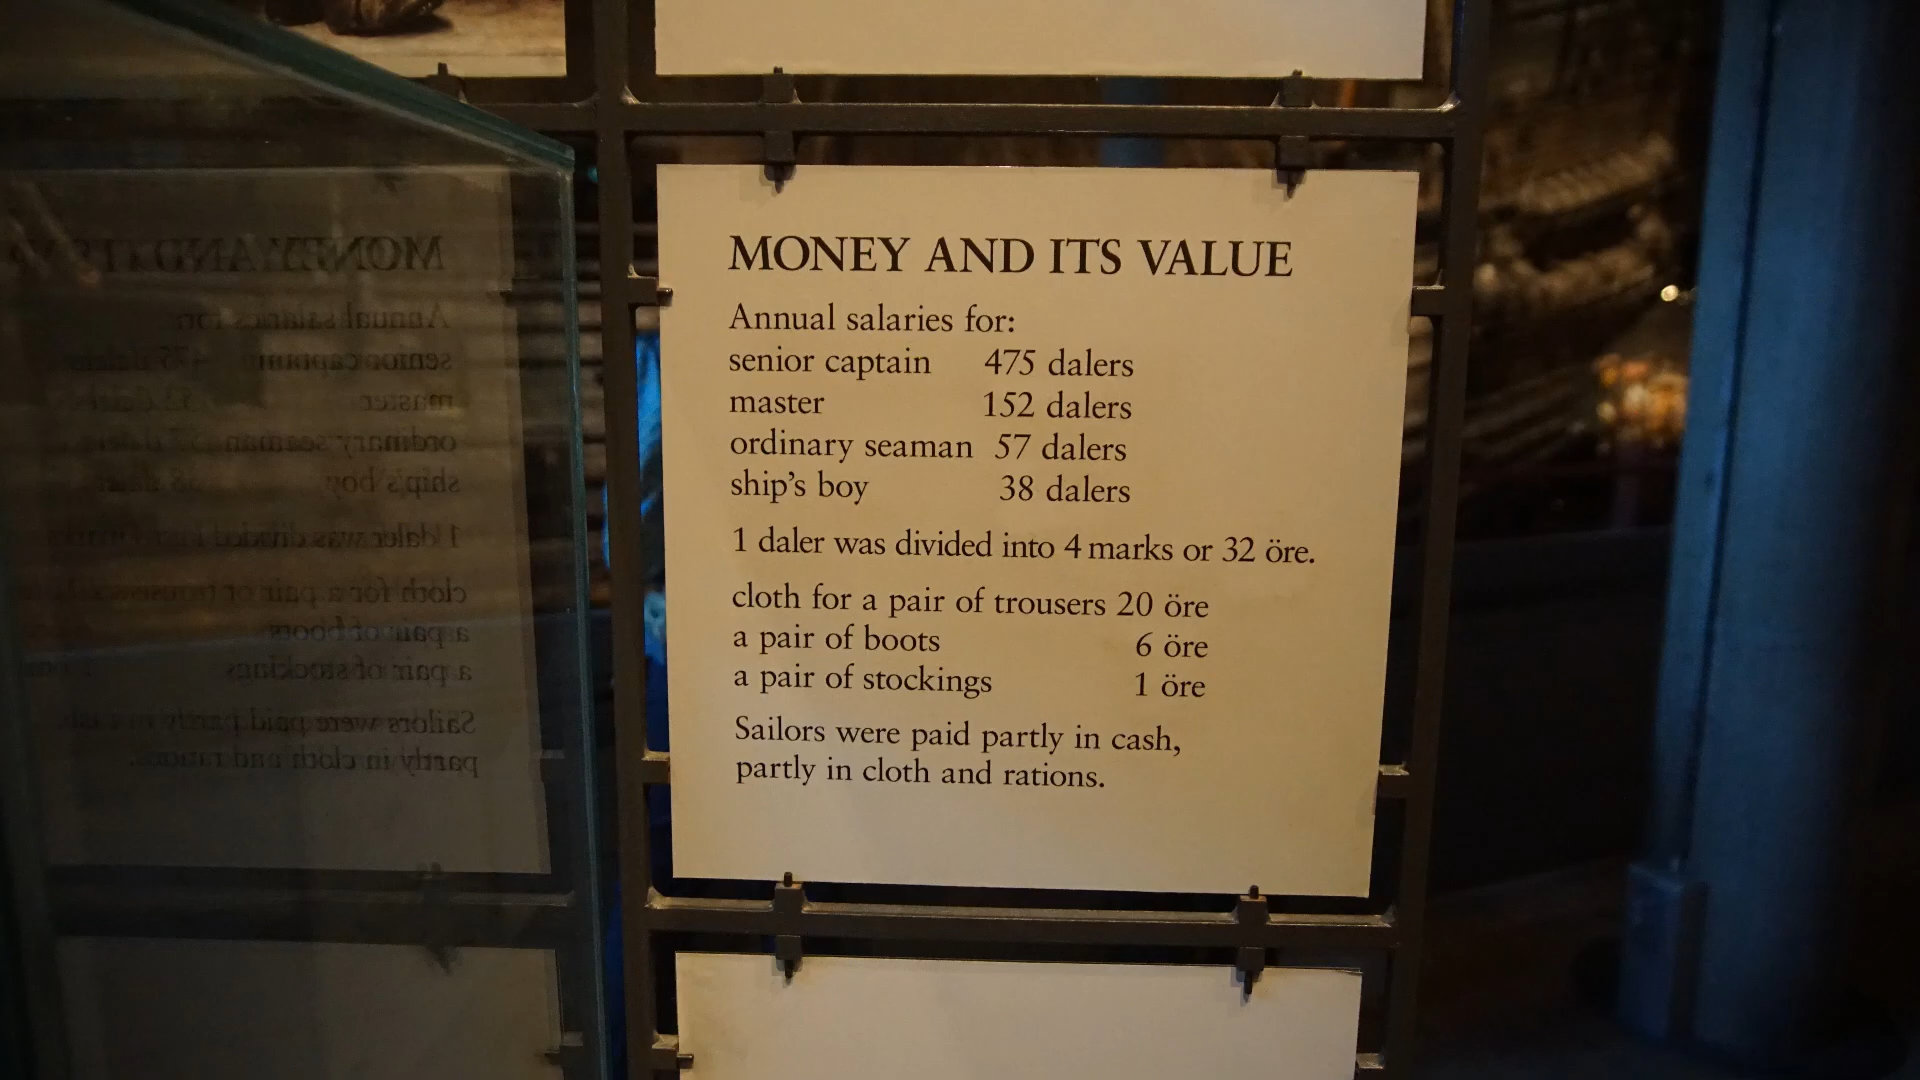 MONEY AND ITS VALUE
Annual salaries for:
senior captain 475 dalers
master 152 dalers
ordinary seaman 57 dalers
ship's boy 38 dalers
1 daler was divided into 4 marks or 32 öre.
cloth for a pair of trousers 20 öre
a pair of boots 6 öre
a pair of stockings 1 öre
Sailors were paid partly in cash,
partly in cloth and rations.